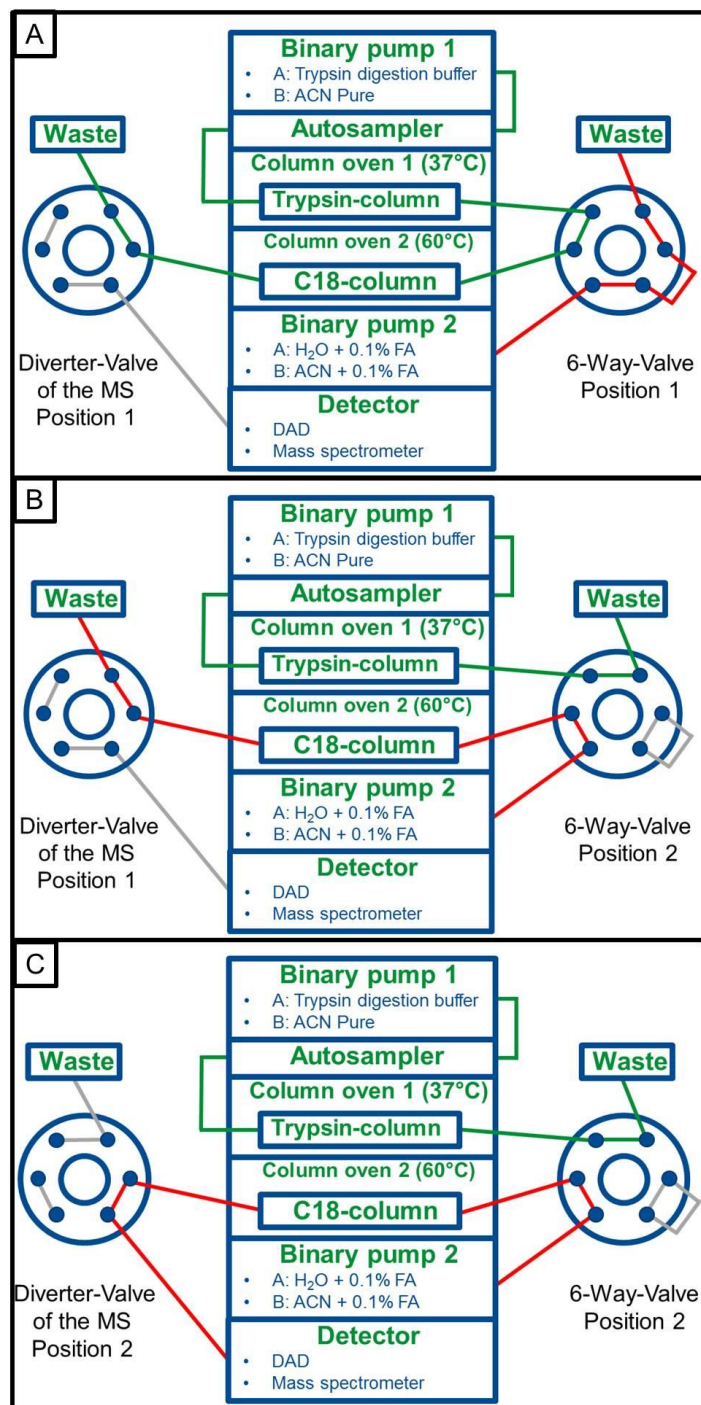 A
Binary pump 1
• A: Trypsin digestion buffer
• B: ACN Pure
Waste
Autosampler
Waste
Column oven 1 (37°C)
Trypsin-column
Column oven 2 (60°C)
C18-column
Binary pump 2
• A: H₂O + 0.1% FA
• B: ACN + 0.1% FA
Detector
• DAD
• Mass spectrometer
Diverter-Valve
of the MS
Position 1
6-Way-Valve
Position 1
B
Binary pump 1
• A: Trypsin digestion buffer
• B: ACN Pure
Waste
Autosampler
Waste
Column oven 1 (37°C)
Trypsin-column
Column oven 2 (60°C)
C18-column
Binary pump 2
• A: H₂O + 0.1% FA
• B: ACN + 0.1% FA
Detector
• DAD
• Mass spectrometer
Diverter-Valve
of the MS
Position 1
6-Way-Valve
Position 2
C
Binary pump 1
• A: Trypsin digestion buffer
• B: ACN Pure
Waste
Autosampler
Waste
Column oven 1 (37°C)
Trypsin-column
Column oven 2 (60°C)
C18-column
Binary pump 2
• A: H₂O + 0.1% FA
• B: ACN + 0.1% FA
Detector
• DAD
• Mass spectrometer
Diverter-Valve
of the MS
Position 2
6-Way-Valve
Position 2